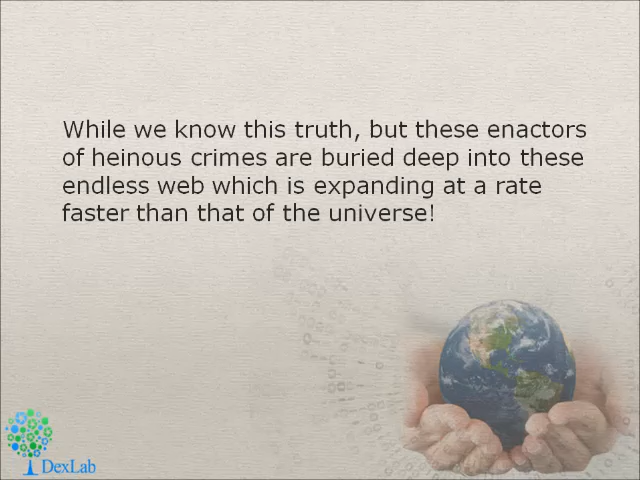 While we know this truth, but these enactors
of heinous crimes are buried deep into these
endless web which is expanding at a rate
faster than that of the universe!
DexLab